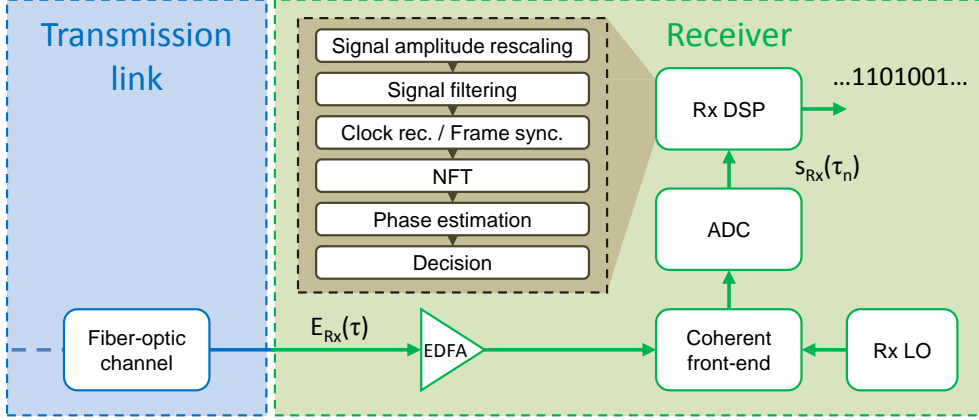 Transmission
link
Receiver
Signal amplitude rescaling
Signal filtering
Clock rec. / Frame sync.
NFT
Phase estimation
Decision
Rx DSP
...1101001...
s_Rx(τ_n)
ADC
Fiber-optic
channel
E_Rx(τ)
EDFA
Coherent
front-end
Rx LO